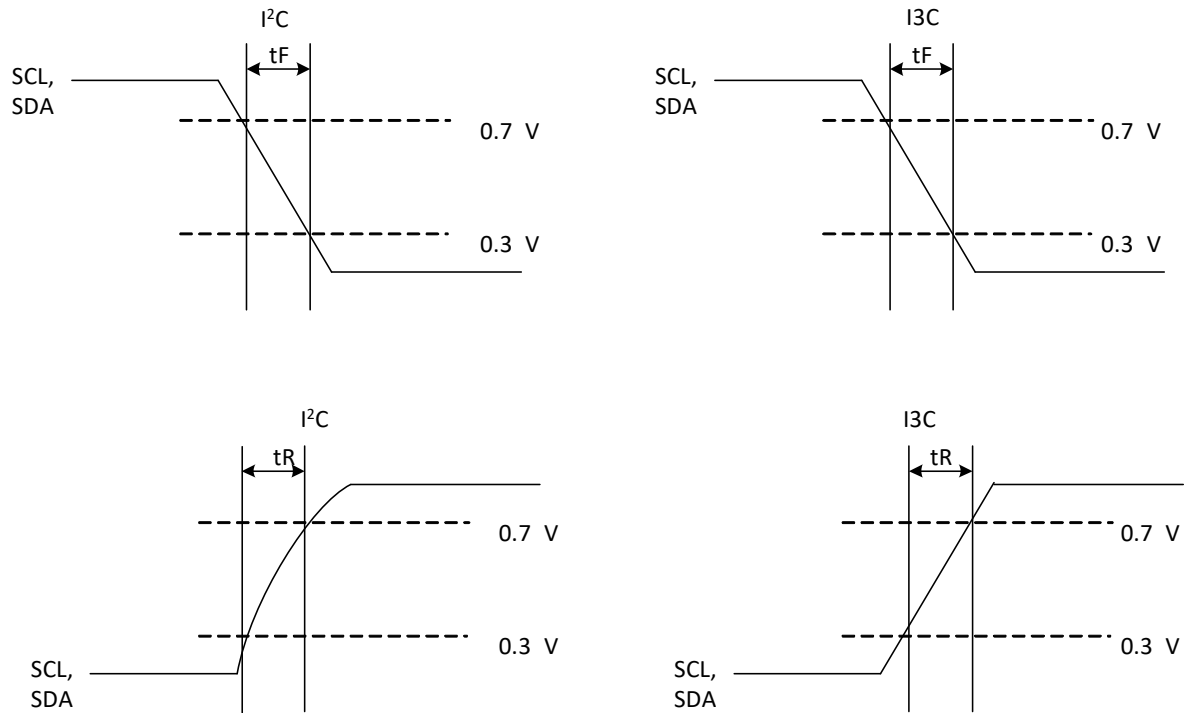 I²C
tF
SCL,
SDA
0.7 V
0.3 V
I3C
tF
SCL,
SDA
0.7 V
0.3 V
I²C
tR
0.7 V
0.3 V
SCL,
SDA
I3C
tR
0.7 V
0.3 V
SCL,
SDA